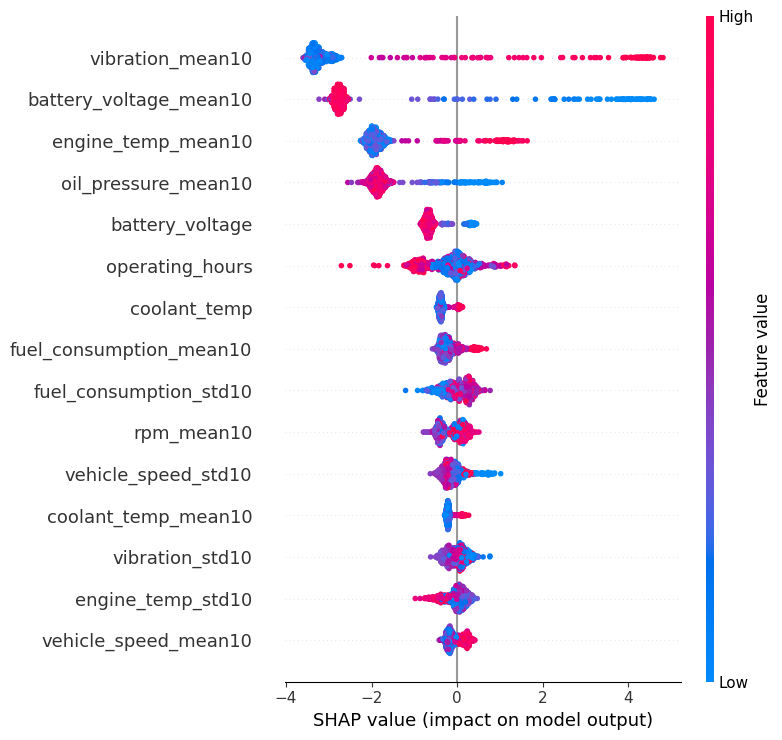 High
vibration_mean10
battery_voltage_mean10
engine_temp_mean10
oil_pressure_mean10
battery_voltage
operating_hours
coolant_temp
fuel_consumption_mean10
fuel_consumption_std10
rpm_mean10
vehicle_speed_std10
coolant_temp_mean10
vibration_std10
engine_temp_std10
vehicle_speed_mean10
Feature value
Low
−4 −2 0 2 4
SHAP value (impact on model output)